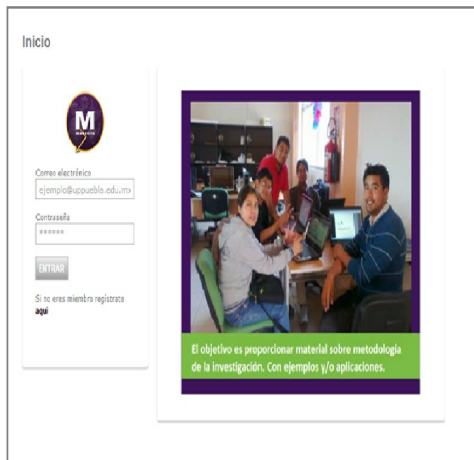 Inicio
M
Correo electrónico
ejemplo@uppuebla.edu.mx
Contraseña
******
ENTRAR
Si no eres miembro regístrate
aquí
El objetivo es proporcionar material sobre metodología
de la investigación. Con ejemplos y/o aplicaciones.